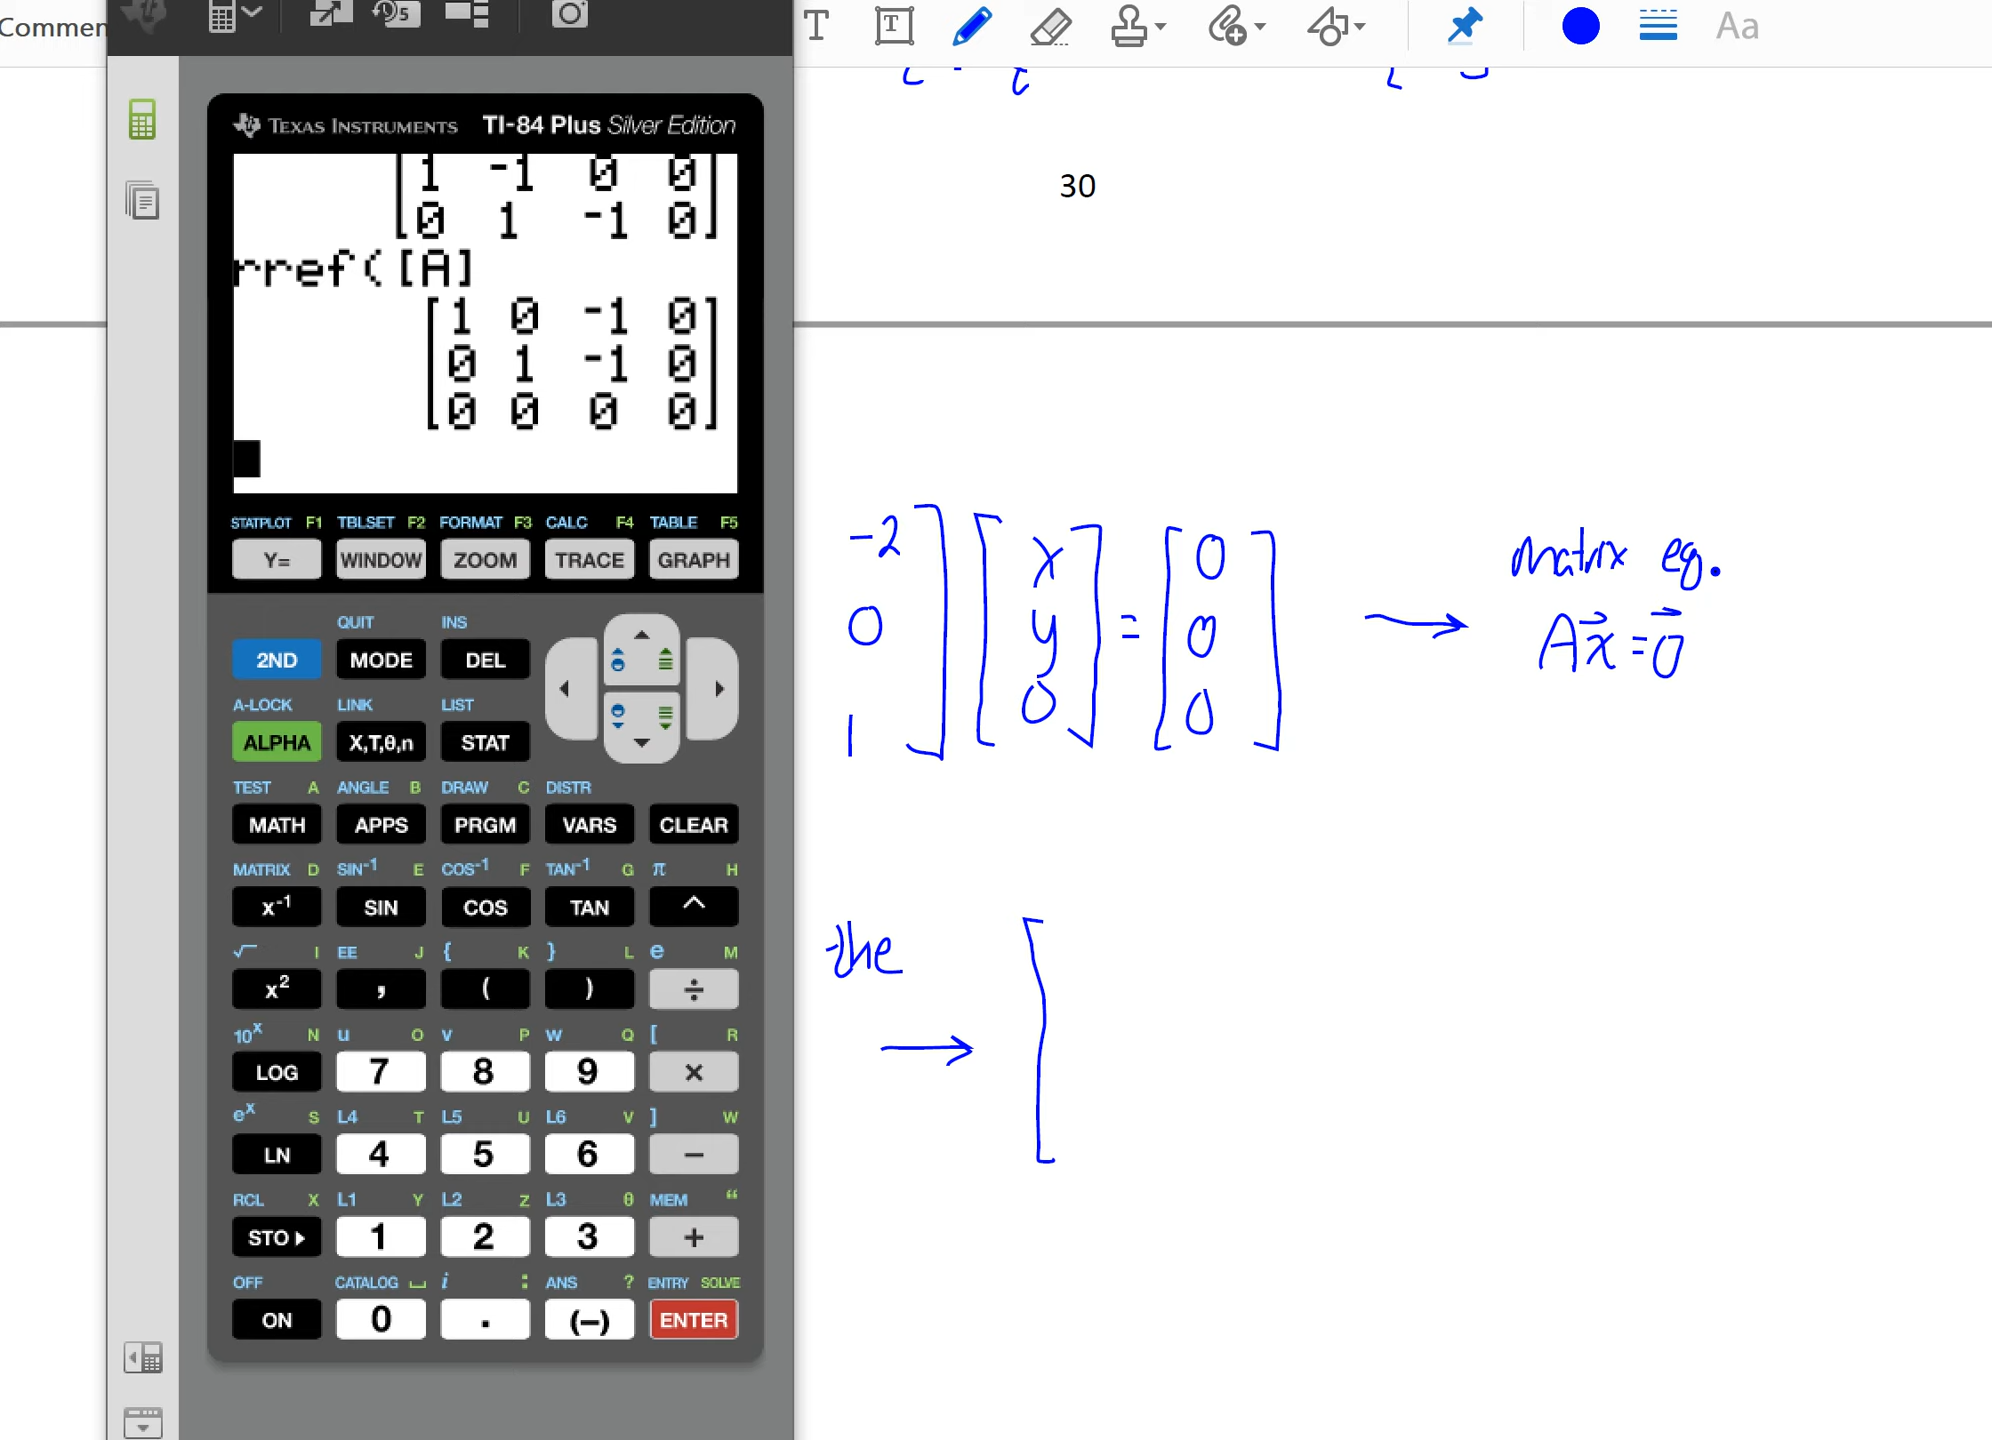 Commen
T T Aa
TEXAS INSTRUMENTS TI-84 Plus Silver Edition
1 -1 0 0
0 1 -1 0
rref([A]
1 0 -1 0
0 1 -1 0
0 0 0 0
STATPLOT F1 TBLSET F2 FORMAT F3 CALC F4 TABLE F5
Y= WINDOW ZOOM TRACE GRAPH
QUIT INS
2ND MODE DEL
A-LOCK LINK LIST
ALPHA X,T,θ,n STAT
TEST A ANGLE B DRAW C DISTR
MATH APPS PRGM VARS CLEAR
MATRIX D SIN⁻¹ E COS⁻¹ F TAN⁻¹ G π H
x⁻¹ SIN COS TAN ^
√ I EE J { K } L e M
x² , ( ) ÷
10ˣ N u O v P w Q [ R
LOG 7 8 9 ×
eˣ S L4 T L5 U L6 V ] W
LN 4 5 6 −
RCL X L1 Y L2 Z L3 θ MEM “
STO▶ 1 2 3 +
OFF CATALOG ⎵ i : ANS ? ENTRY SOLVE
ON 0 . (−) ENTER
30
-2 x 0
0 y = 0
1 0 0
→ matrix eq.
Ax⃗ = 0⃗
the
→ [